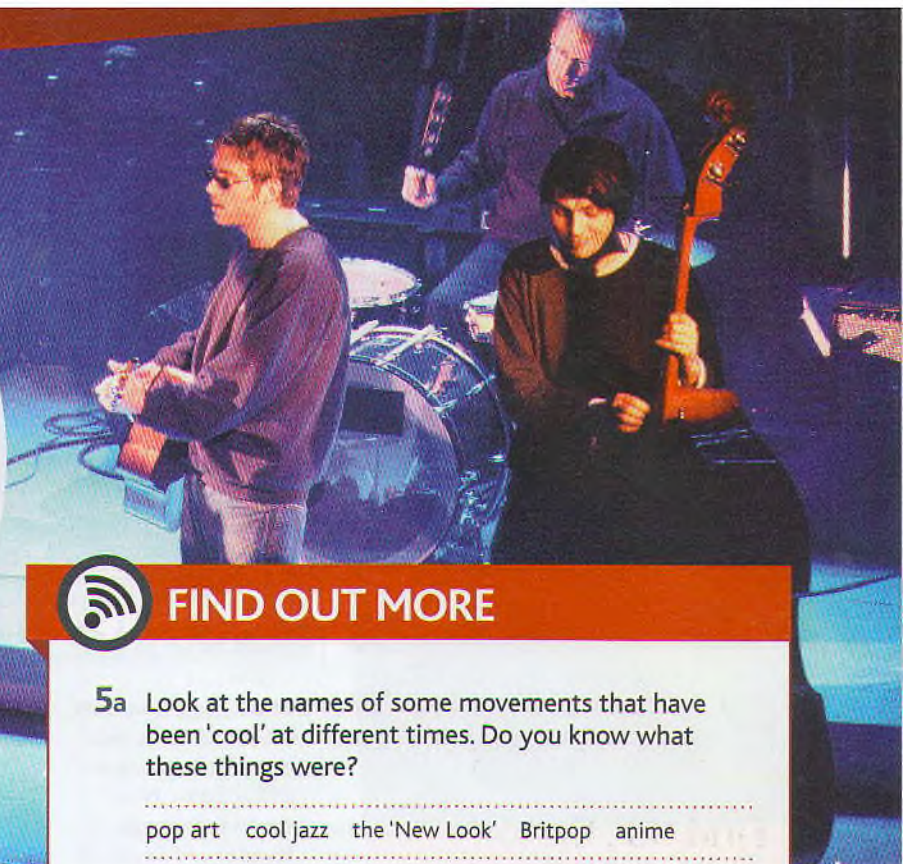 FIND OUT MORE
5a Look at the names of some movements that have
been 'cool' at different times. Do you know what
these things were?
pop art cool jazz the 'New Look' Britpop anime